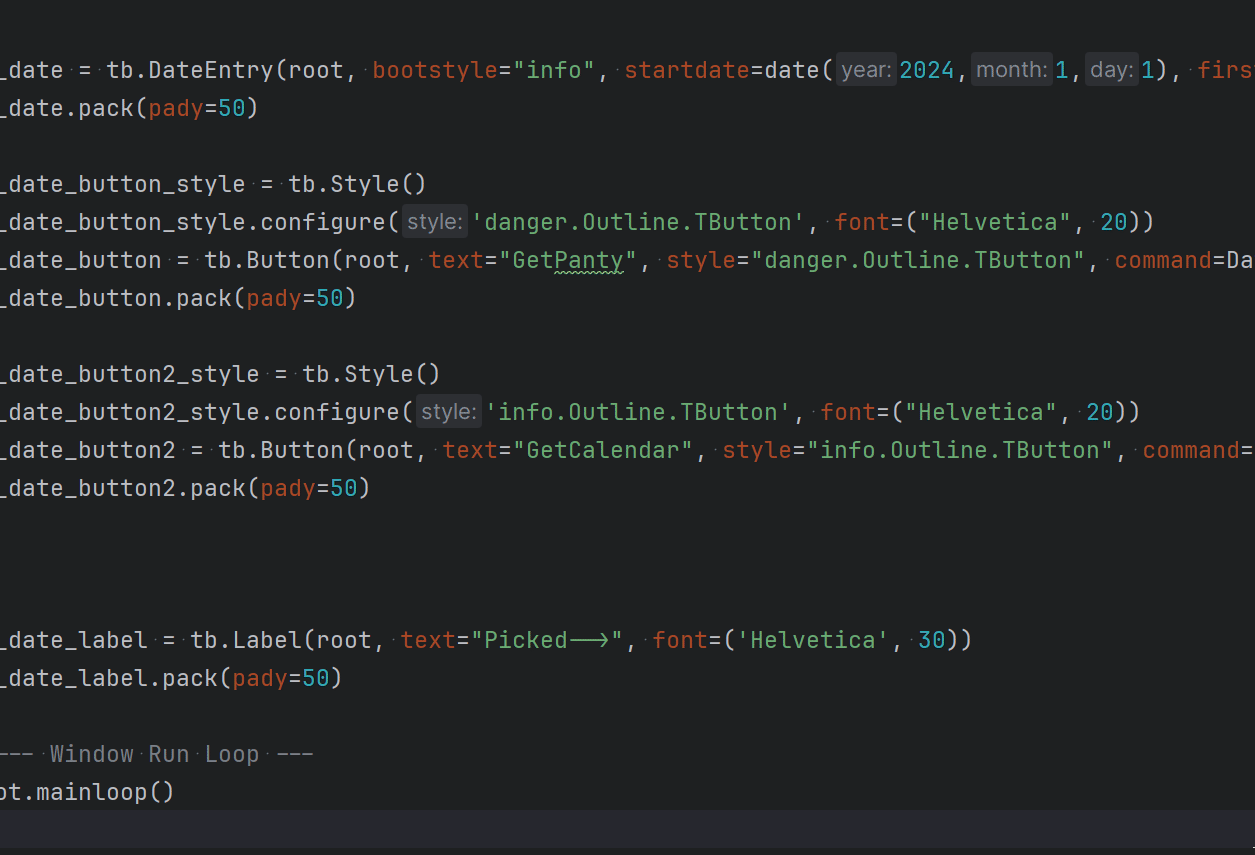 _date = tb.DateEntry(root, bootstyle="info", startdate=date(year: 2024, month: 1, day: 1), firs
_date.pack(pady=50)
_date_button_style = tb.Style()
_date_button_style.configure(style: 'danger.Outline.TButton', font=("Helvetica", 20))
_date_button = tb.Button(root, text="GetPanty", style="danger.Outline.TButton", command=Da
_date_button.pack(pady=50)
_date_button2_style = tb.Style()
_date_button2_style.configure(style: 'info.Outline.TButton', font=("Helvetica", 20))
_date_button2 = tb.Button(root, text="GetCalendar", style="info.Outline.TButton", command=
_date_button2.pack(pady=50)
_date_label = tb.Label(root, text="Picked-->", font=('Helvetica', 30))
_date_label.pack(pady=50)
--- Window Run Loop ---
ot.mainloop()